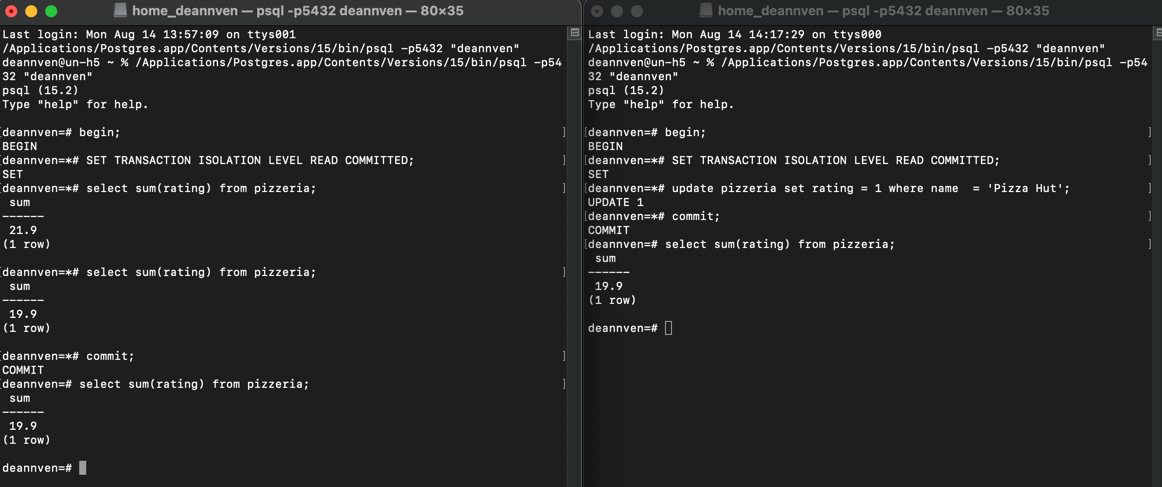 home_deannven — psql -p5432 deannven — 80×35
Last login: Mon Aug 14 13:57:09 on ttys001
/Applications/Postgres.app/Contents/Versions/15/bin/psql -p5432 "deannven"
deannven@un-h5 ~ % /Applications/Postgres.app/Contents/Versions/15/bin/psql -p54
32 "deannven"
psql (15.2)
Type "help" for help.
[deannven=# begin; ]
BEGIN
[deannven=*# SET TRANSACTION ISOLATION LEVEL READ COMMITTED; ]
SET
[deannven=*# select sum(rating) from pizzeria; ]
sum
------
21.9
(1 row)
[deannven=*# select sum(rating) from pizzeria; ]
sum
------
19.9
(1 row)
[deannven=*# commit; ]
COMMIT
[deannven=# select sum(rating) from pizzeria; ]
sum
------
19.9
(1 row)
deannven=#
home_deannven — psql -p5432 deannven — 80×35
Last login: Mon Aug 14 14:17:29 on ttys000
/Applications/Postgres.app/Contents/Versions/15/bin/psql -p5432 "deannven"
deannven@un-h5 ~ % /Applications/Postgres.app/Contents/Versions/15/bin/psql -p54
32 "deannven"
psql (15.2)
Type "help" for help.
[deannven=# begin; ]
BEGIN
[deannven=*# SET TRANSACTION ISOLATION LEVEL READ COMMITTED; ]
SET
[deannven=*# update pizzeria set rating = 1 where name  = 'Pizza Hut'; ]
UPDATE 1
[deannven=*# commit; ]
COMMIT
[deannven=# select sum(rating) from pizzeria; ]
sum
------
19.9
(1 row)
deannven=#